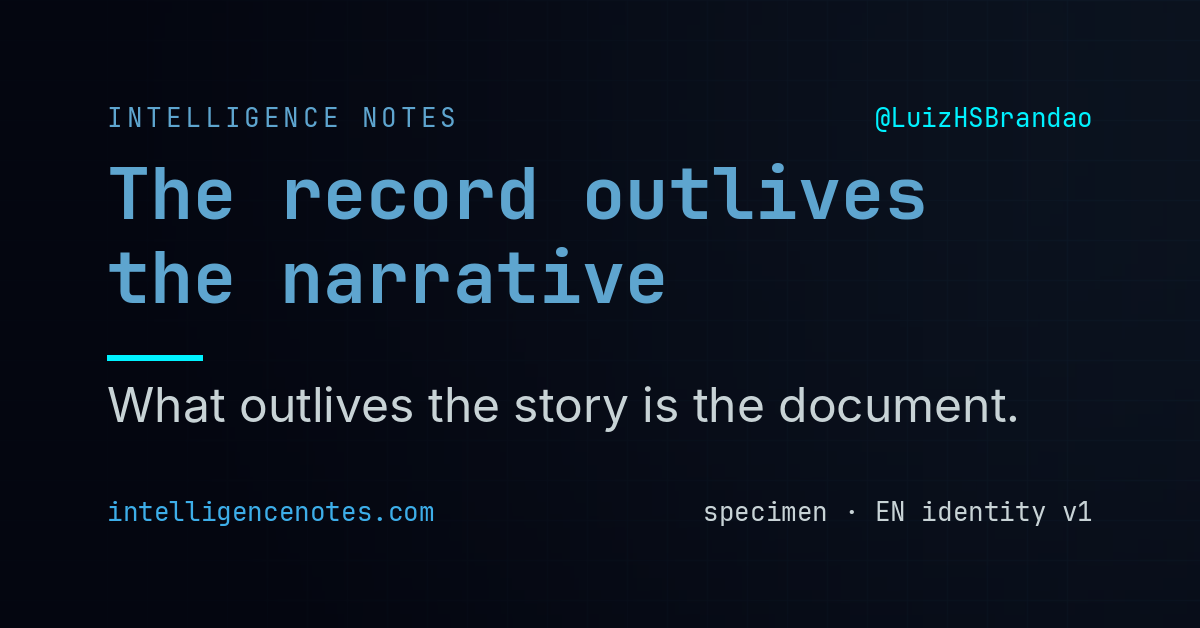 INTELLIGENCE NOTES
@LuizHSBrandao
The record outlives
the narrative
What outlives the story is the document.
intelligencenotes.com
specimen · EN identity v1